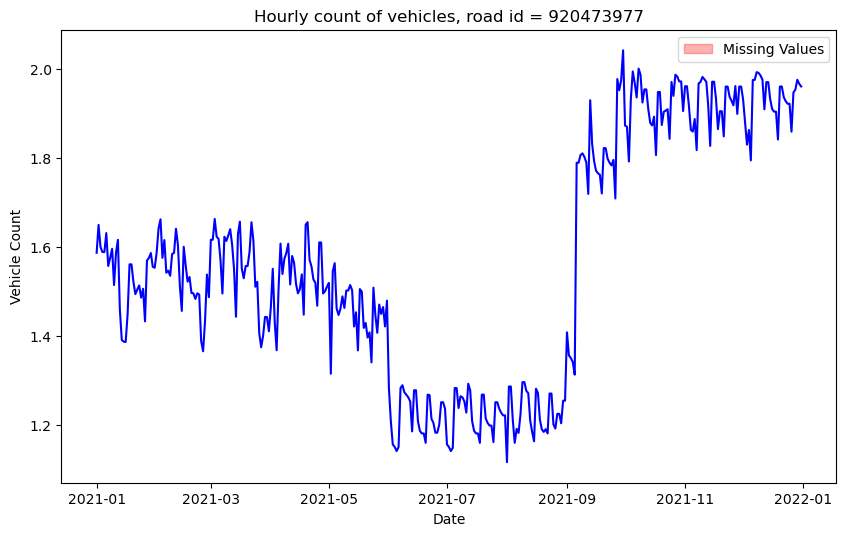 Hourly count of vehicles, road id = 920473977
Missing Values
2.0
1.8
1.6
1.4
1.2
Vehicle Count
2021-01 2021-03 2021-05 2021-07 2021-09 2021-11 2022-01
Date